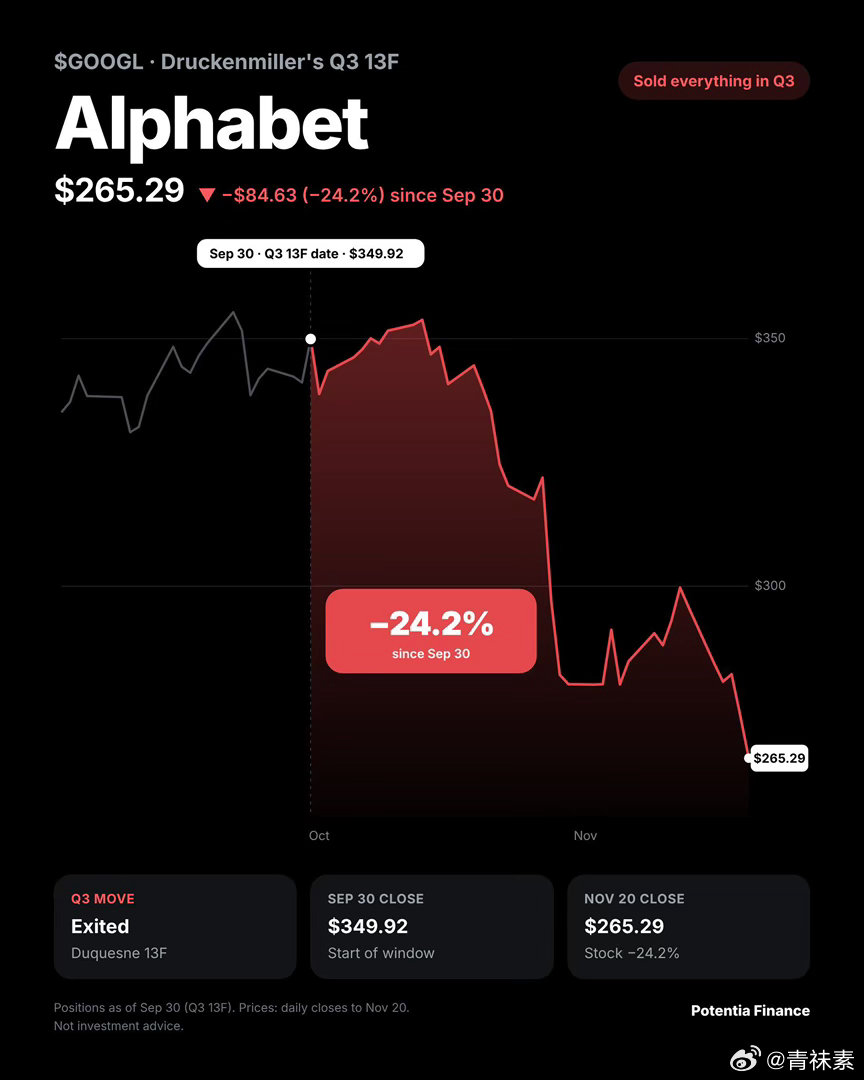 $GOOGL · Druckenmiller's Q3 13F
Sold everything in Q3
Alphabet
$265.29 ▼ −$84.63 (−24.2%) since Sep 30
Sep 30 · Q3 13F date · $349.92
$350
$300
−24.2%
since Sep 30
$265.29
Oct Nov
Q3 MOVE
Exited
Duquesne 13F
SEP 30 CLOSE
$349.92
Start of window
NOV 20 CLOSE
$265.29
Stock −24.2%
Positions as of Sep 30 (Q3 13F). Prices: daily closes to Nov 20.
Not investment advice.
Potentia Finance
@青袜素